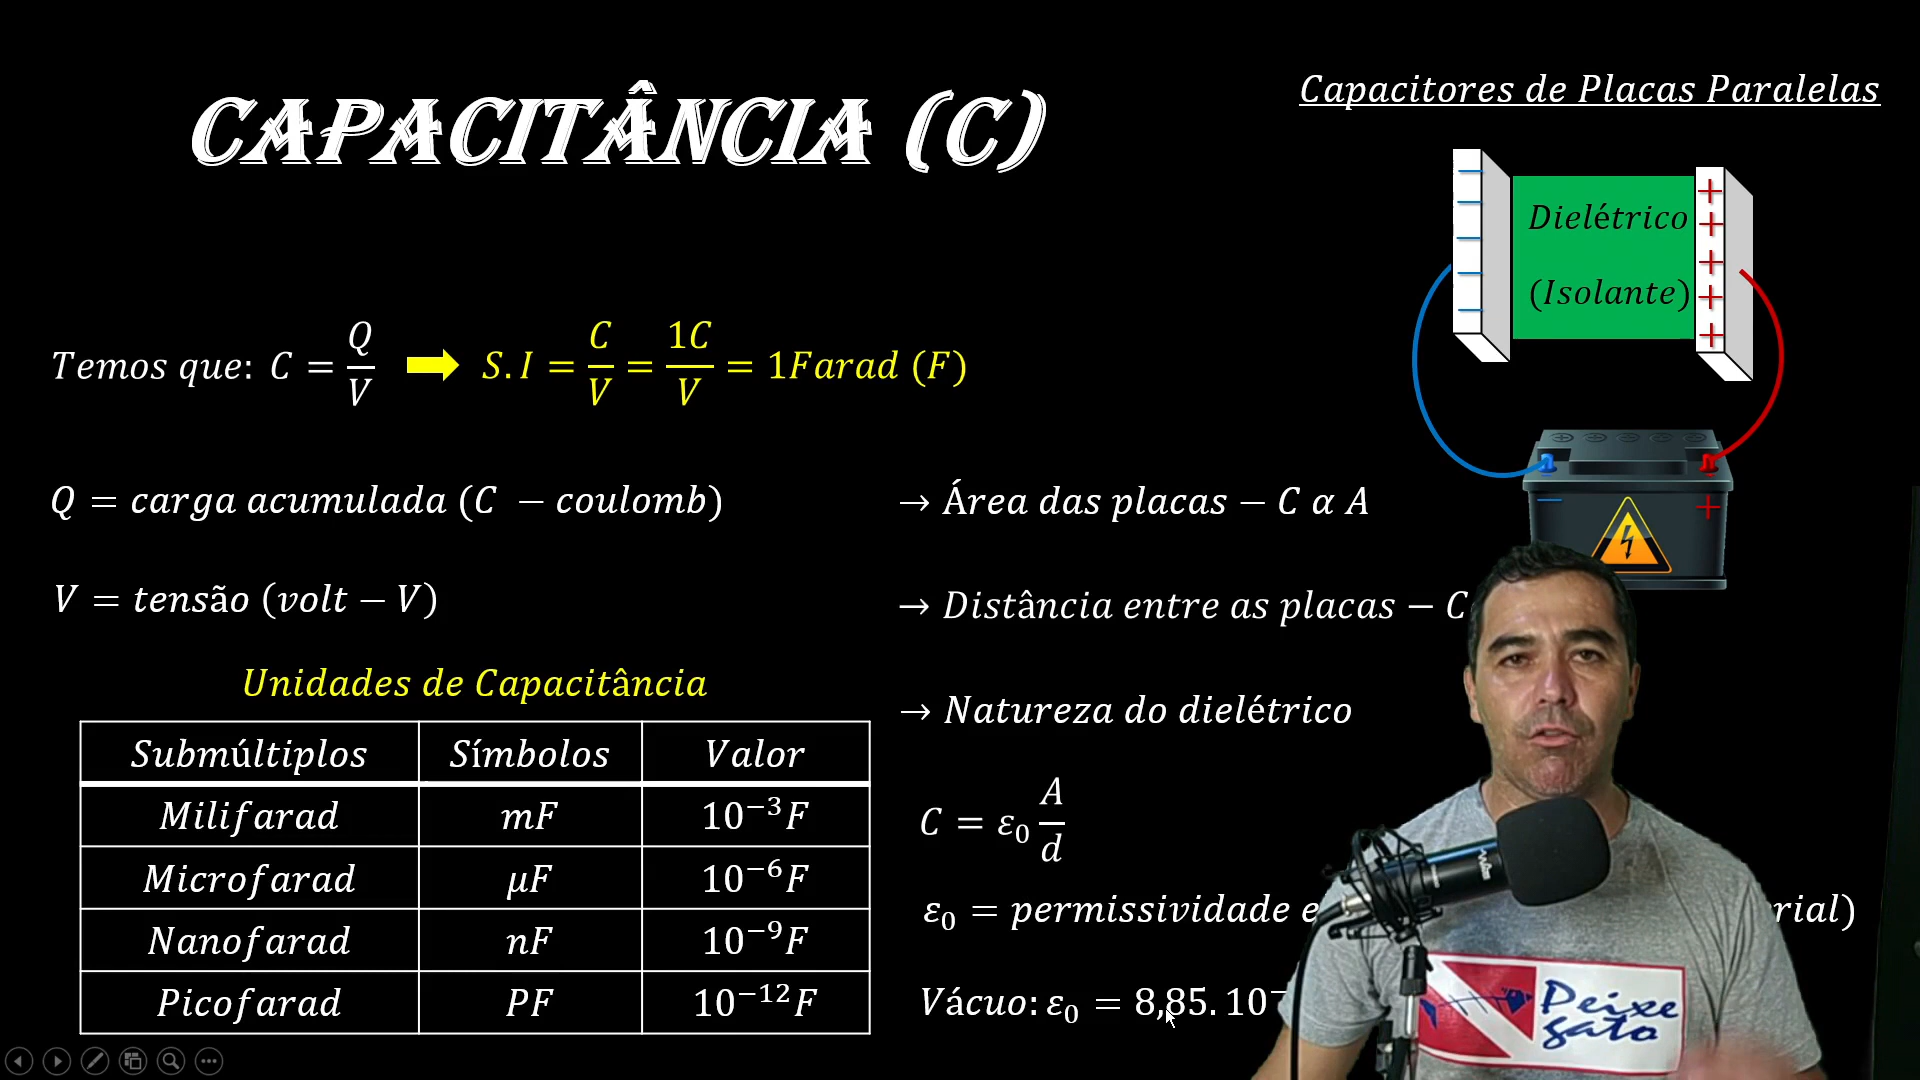 CAPACITÂNCIA (C)
Capacitores de Placas Paralelas
Dielétrico
(Isolante)
Temos que: C = Q/V ➡ S.I = C/V = 1C/V = 1Farad (F)
Q = carga acumulada (C − coulomb)
V = tensão (volt − V)
→ Área das placas − C α A
→ Distância entre as placas − C
→ Natureza do dielétrico
C = ε₀ A/d
ε₀ = permissividade e rial)
Vácuo: ε₀ = 8,85.10⁻
Unidades de Capacitância
Submúltiplos Símbolos Valor
Milifarad mF 10⁻³F
Microfarad μF 10⁻⁶F
Nanofarad nF 10⁻⁹F
Picofarad PF 10⁻¹²F
Peixe
gato